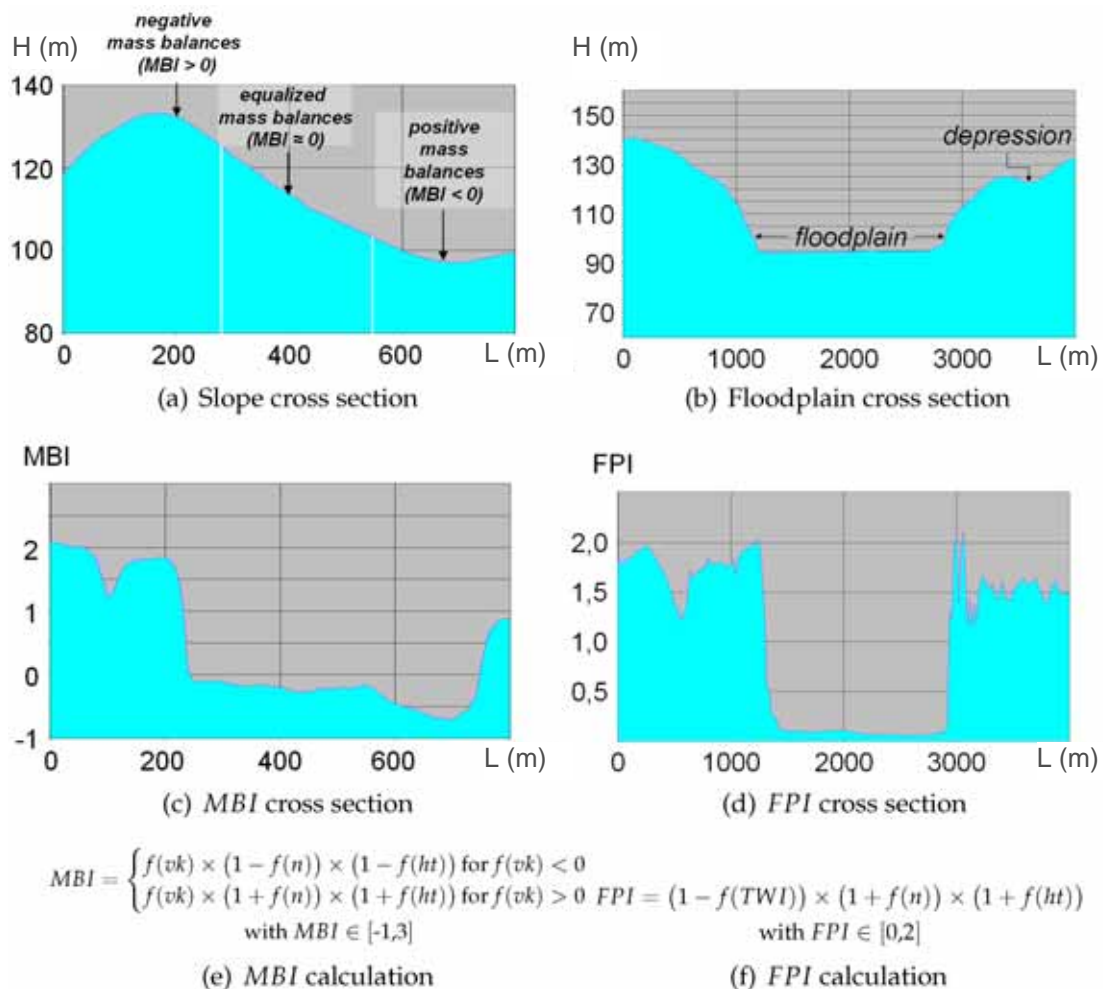 negative
mass balances
(MBI > 0)
H (m)
140
120
100
80
equalized
mass balances
(MBI ≈ 0)
positive
mass
balances
(MBI < 0)
0 200 400 600 L (m)
(a) Slope cross section
H (m)
150
130
110
90
70
depression
floodplain
0 1000 2000 3000 L (m)
(b) Floodplain cross section
MBI
2
1
0
-1
0 200 400 600 L (m)
(c) MBI cross section
FPI
2,0
1,5
1,0
0,5
0 1000 2000 3000 L (m)
(d) FPI cross section
MBI = { f(vk) × (1 − f(n)) × (1 − f(ht)) for f(vk) < 0
f(vk) × (1 + f(n)) × (1 + f(ht)) for f(vk) > 0
with MBI ∈ [-1,3]
(e) MBI calculation
FPI = (1 − f(TWI)) × (1 + f(n)) × (1 + f(ht))
with FPI ∈ [0,2]
(f) FPI calculation